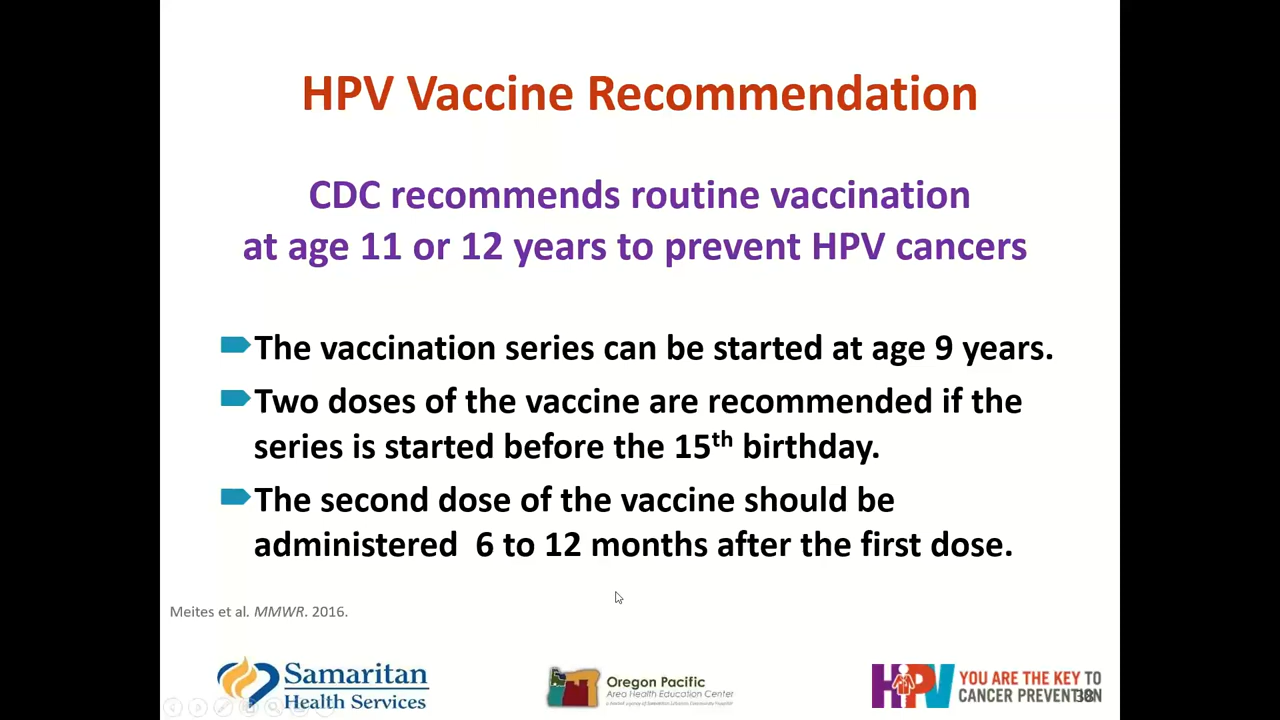 HPV Vaccine Recommendation
CDC recommends routine vaccination
at age 11 or 12 years to prevent HPV cancers
The vaccination series can be started at age 9 years.
Two doses of the vaccine are recommended if the
series is started before the 15th birthday.
The second dose of the vaccine should be
administered 6 to 12 months after the first dose.
Meites et al. MMWR. 2016.
Samaritan
Health Services
Oregon Pacific
Area Health Education Center
HPV
YOU ARE THE KEY TO
CANCER PREVENTION
38